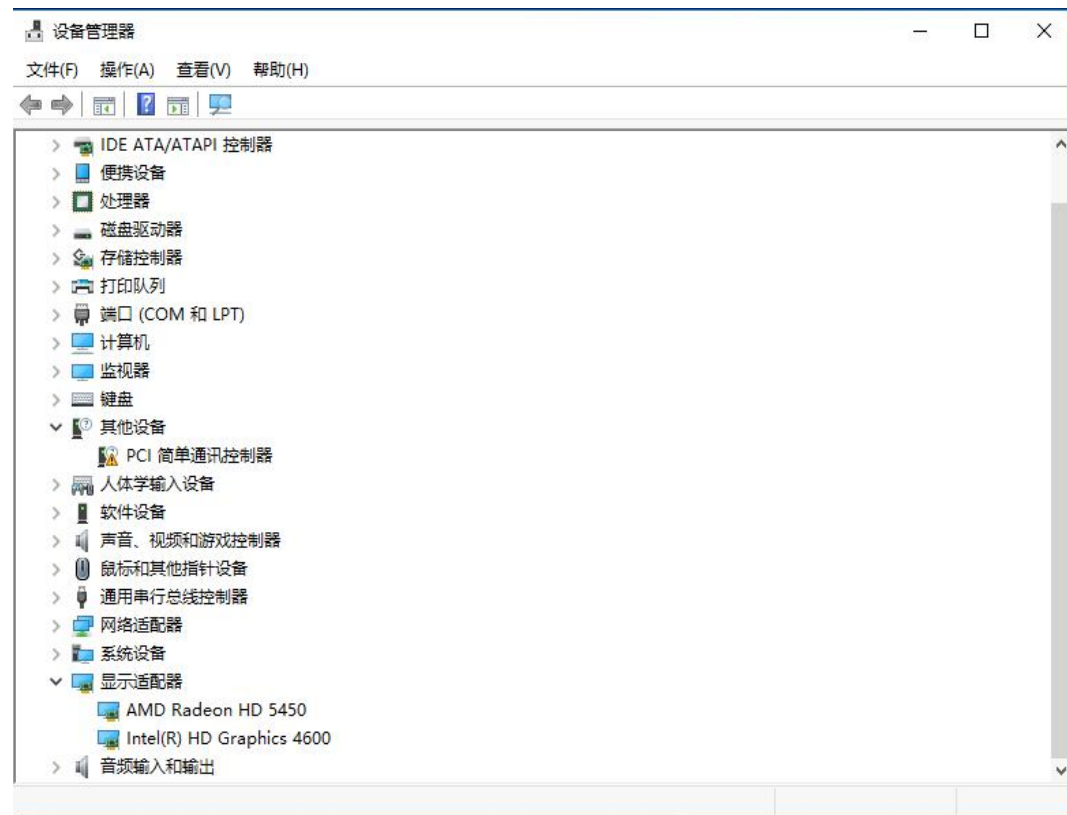 设备管理器
文件(F) 操作(A) 查看(V) 帮助(H)
IDE ATA/ATAPI 控制器
便携设备
处理器
磁盘驱动器
存储控制器
打印队列
端口 (COM 和 LPT)
计算机
监视器
键盘
其他设备
PCI 简单通讯控制器
人体学输入设备
软件设备
声音、视频和游戏控制器
鼠标和其他指针设备
通用串行总线控制器
网络适配器
系统设备
显示适配器
AMD Radeon HD 5450
Intel(R) HD Graphics 4600
音频输入和输出